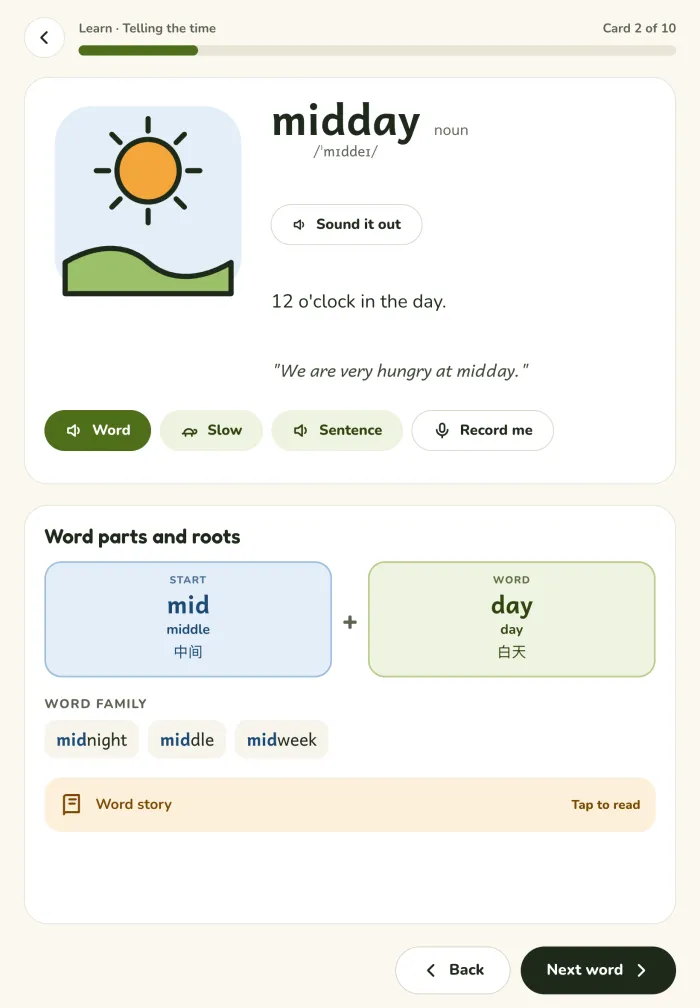 Learn · Telling the time
Card 2 of 10
midday noun
/ˈmɪddeɪ/
Sound it out
12 o'clock in the day.
"We are very hungry at midday."
Word Slow Sentence Record me
Word parts and roots
START
mid
middle
中间
+
WORD
day
day
白天
WORD FAMILY
midnight middle midweek
Word story Tap to read
Back Next word